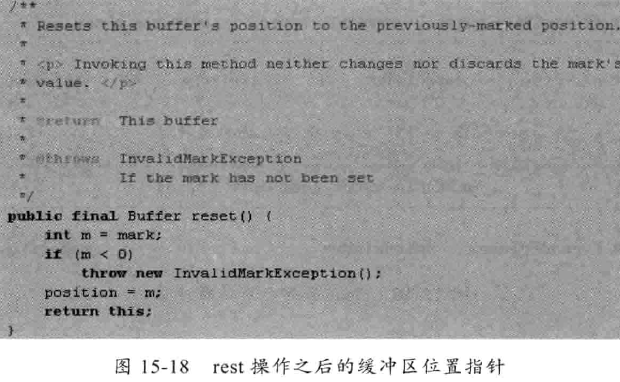 /**
 * Resets this buffer's position to the previously-marked position.
 *
 * <p> Invoking this method neither changes nor discards the mark's
 * value. </p>
 *
 * @return  This buffer
 *
 * @throws  InvalidMarkException
 *          If the mark has not been set
 */
public final Buffer reset() {
    int m = mark;
    if (m < 0)
        throw new InvalidMarkException();
    position = m;
    return this;
}
图 15-18 rest 操作之后的缓冲区位置指针